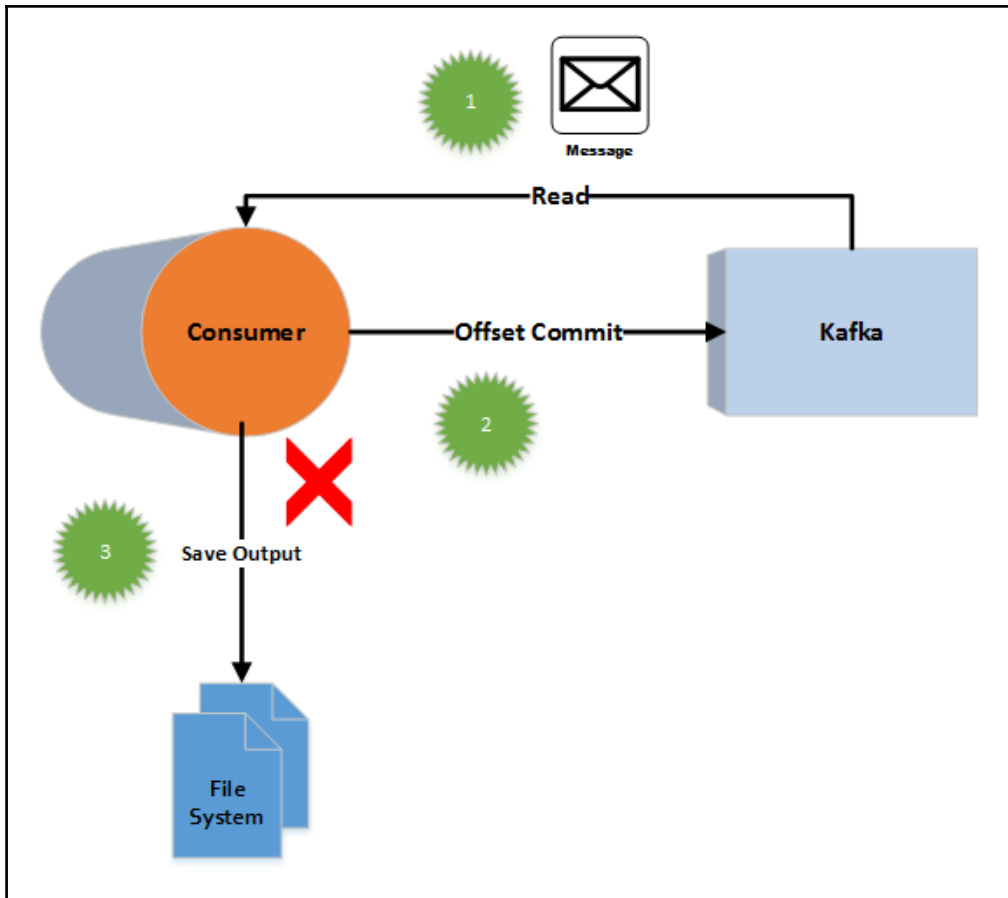 1
Message
Read
Consumer
Offset Commit
Kafka
2
3
Save Output
File
System